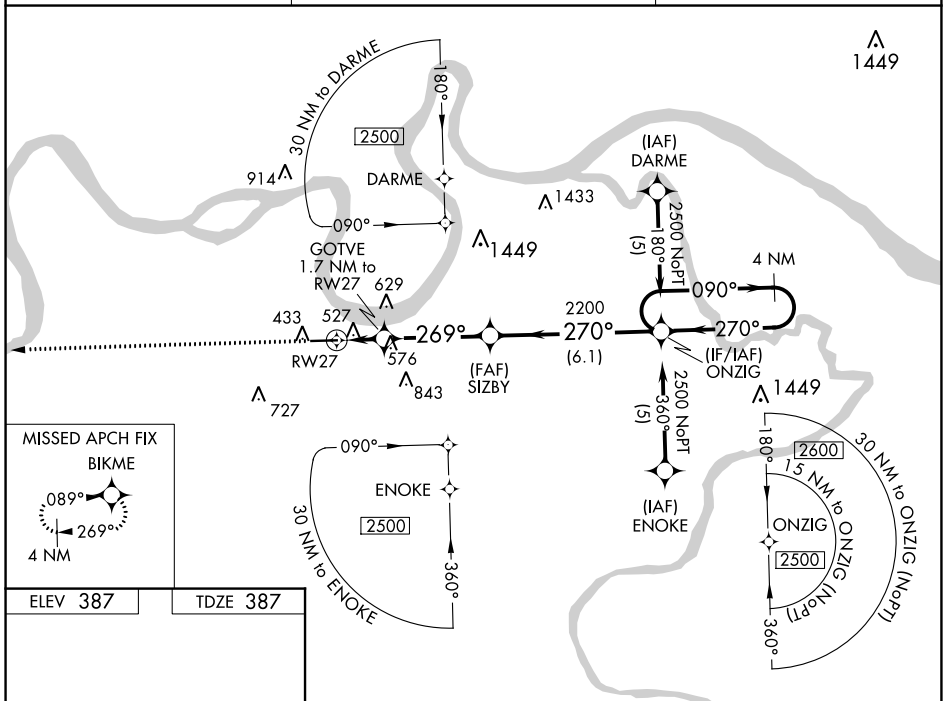 1449
30 NM to DARME
180°
2500
DARME
090°
914
(IAF)
DARME
1433
1449
2500 NoPT
180°
(5)
4 NM
090°
GOTVE
1.7 NM to
RW27
629
433
527
RW27
576
269°
2200
270°
(6.1)
270°
(FAF)
SIZBY
(IF/IAF)
ONZIG
843
727
2500 NoPT
360°
(5)
1449
MISSED APCH FIX
BIKME
089°
269°
4 NM
090°
ENOKE
2500
360°
30 NM to ENOKE
(IAF)
ENOKE
180°
2600
30 NM to ONZIG (NoPT)
15 NM to ONZIG (NoPT)
ONZIG
2500
360°
ELEV 387
TDZE 387